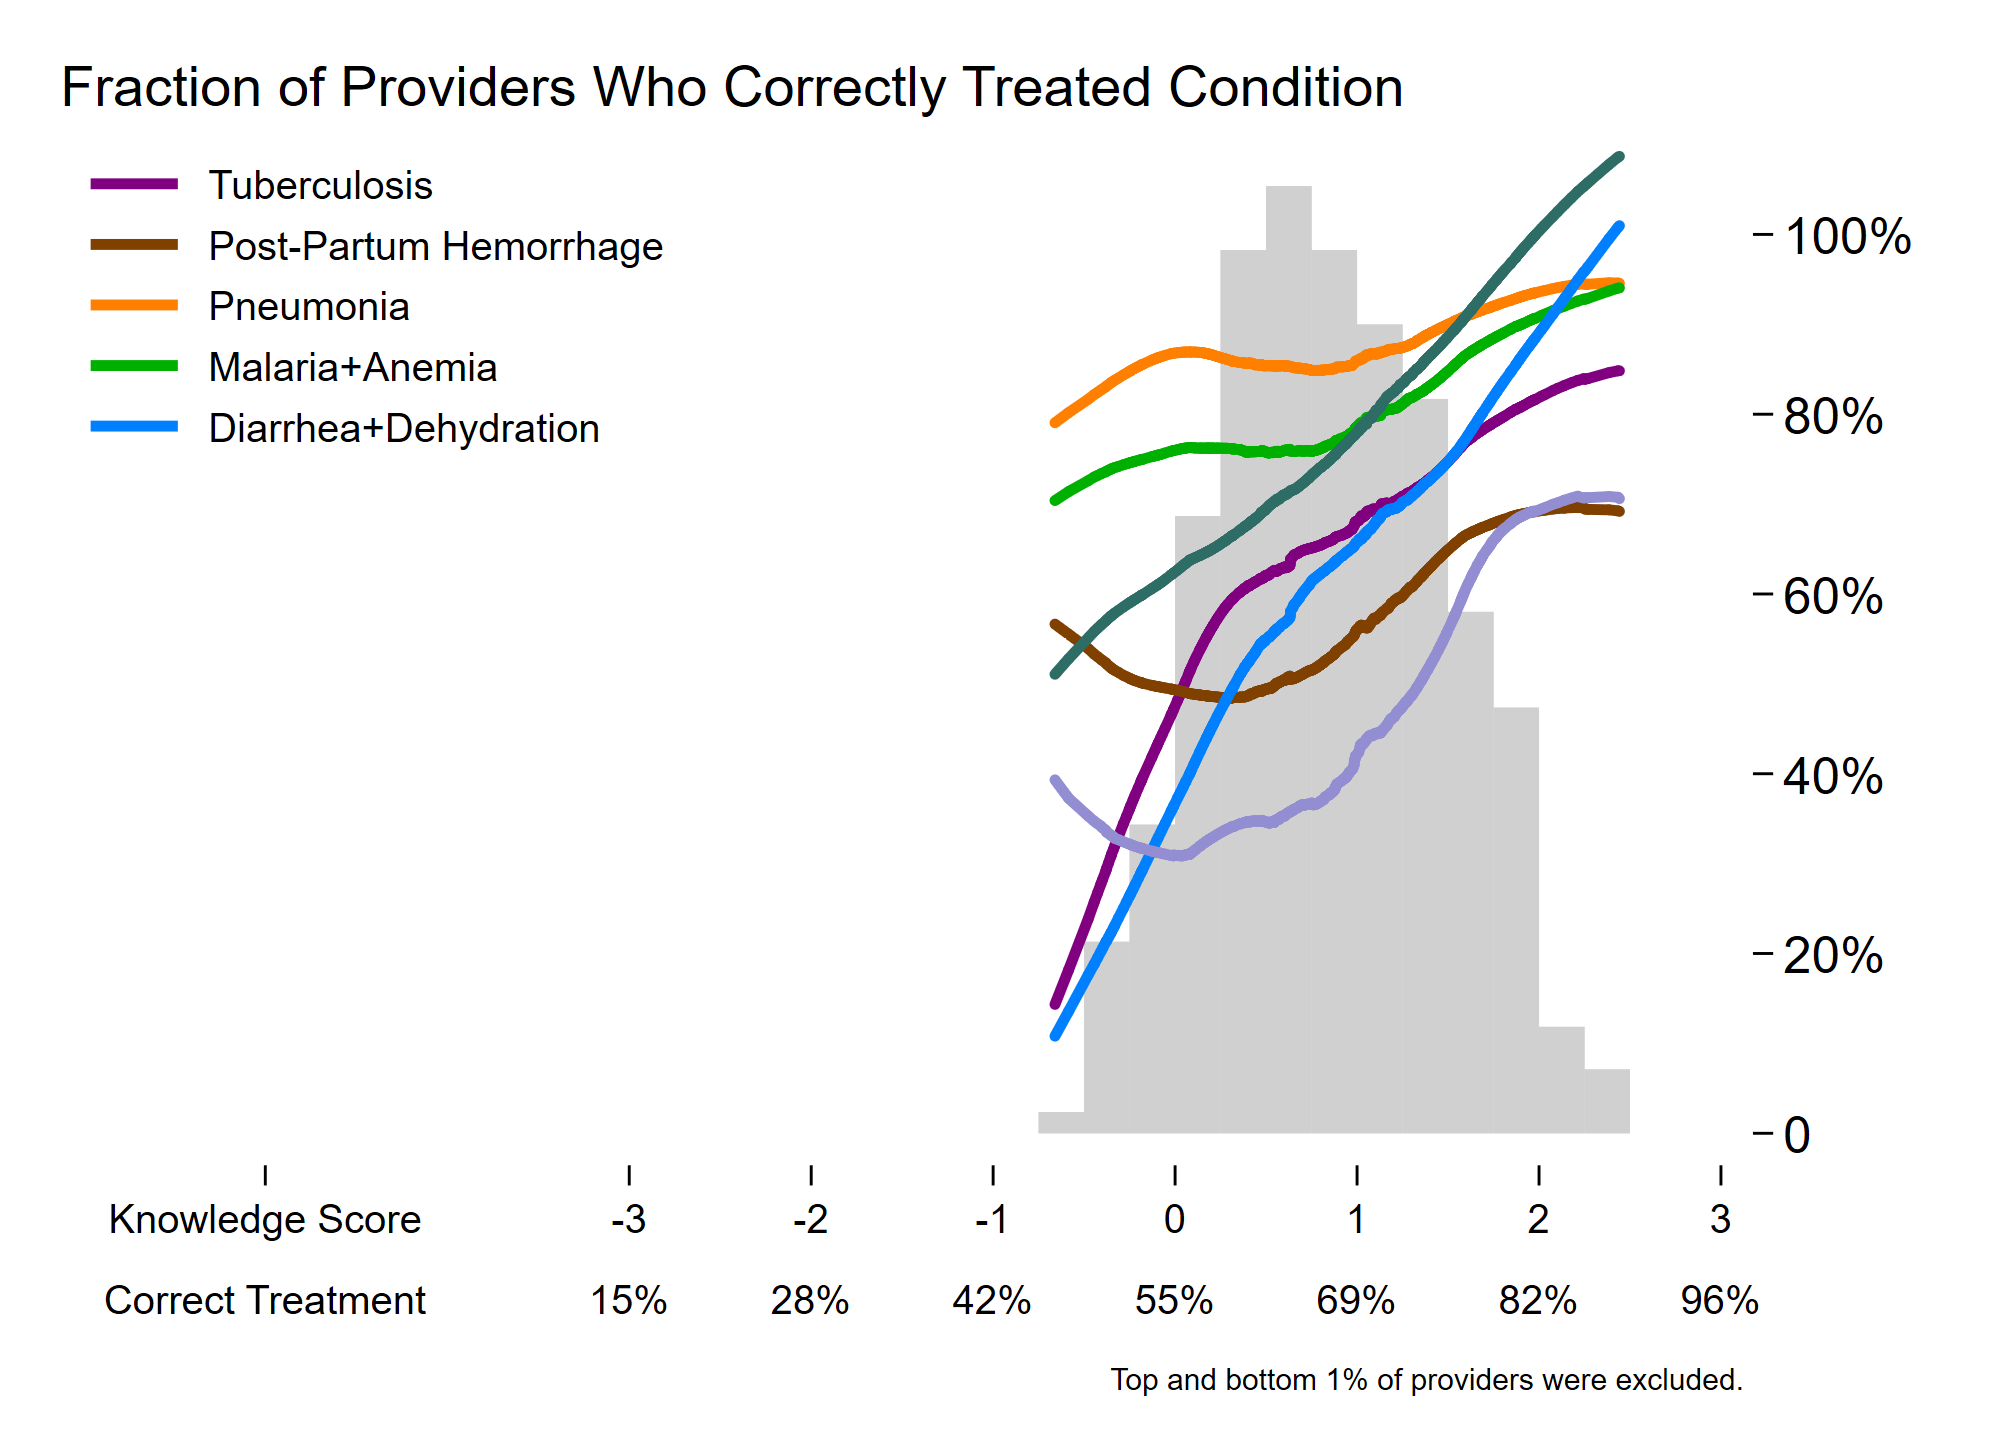 Fraction of Providers Who Correctly Treated Condition
Tuberculosis
Post-Partum Hemorrhage
Pneumonia
Malaria+Anemia
Diarrhea+Dehydration
100%
80%
60%
40%
20%
0
Knowledge Score -3 -2 -1 0 1 2 3
Correct Treatment 15% 28% 42% 55% 69% 82% 96%
Top and bottom 1% of providers were excluded.